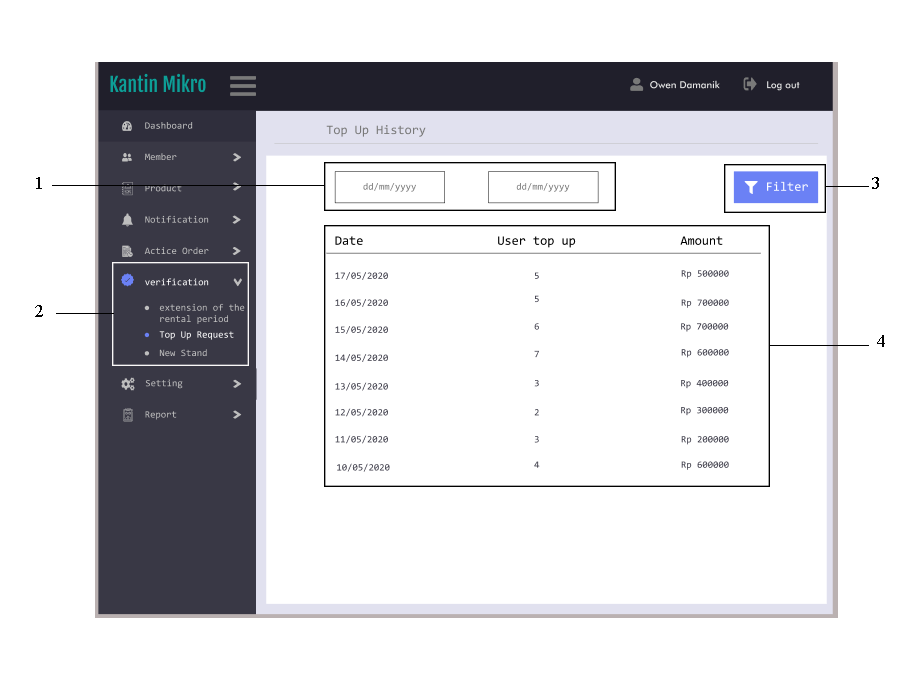 Kantin Mikro
Owen Damanik
Log out
Dashboard
Top Up History
Member
Product
Notification
Actice Order
verification
extension of the
rental period
Top Up Request
New Stand
Setting
Report
1
2
3
4
dd/mm/yyyy dd/mm/yyyy
Filter
Date User top up Amount
17/05/2020 5 Rp 500000
16/05/2020 5 Rp 700000
15/05/2020 6 Rp 700000
14/05/2020 7 Rp 600000
13/05/2020 3 Rp 400000
12/05/2020 2 Rp 300000
11/05/2020 3 Rp 200000
10/05/2020 4 Rp 600000